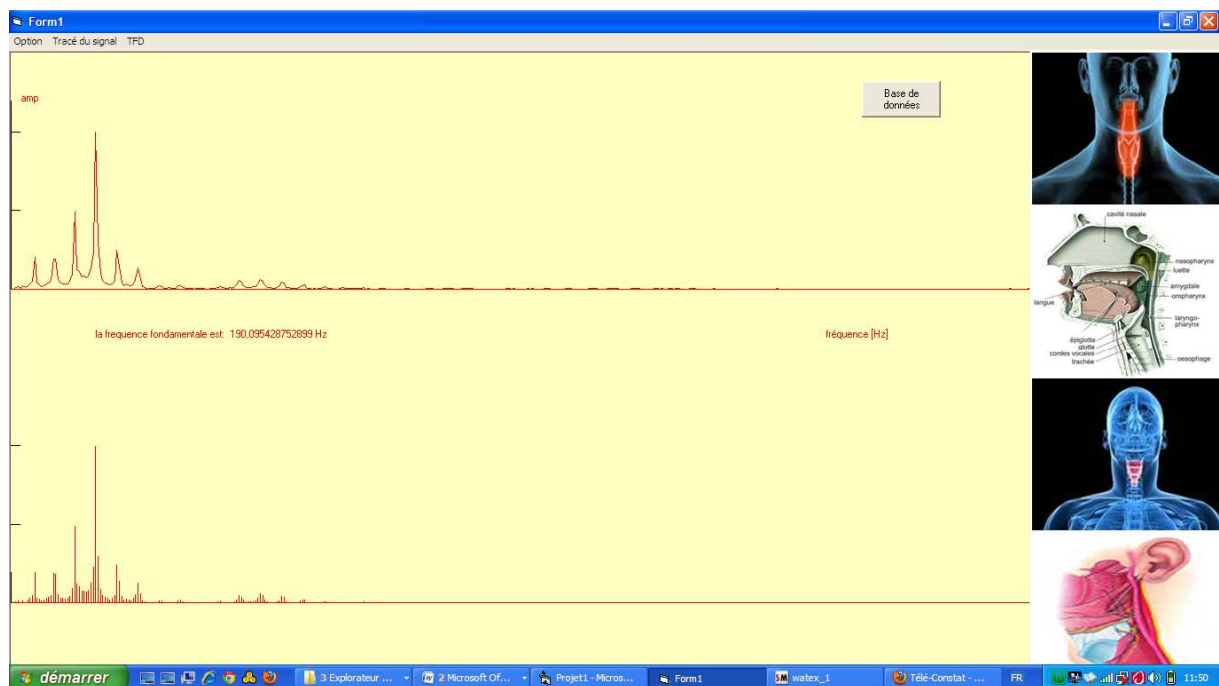 Form1
Option Tracé du signal TFD
amp
Base de
données
la frequence fondamentale est: 190,095428752899 Hz
fréquence [Hz]
cavité nasale
nasopharynx
luette
amygdale
oropharynx
langue
laryngo-
pharynx
épiglotte
glotte
cordes vocales
trachée
oesophage
démarrer
3 Explorateur ...
2 Microsoft Of...
Projet1 - Micros...
Form1
watex_1
Télé-Constat - ...
FR
11:50